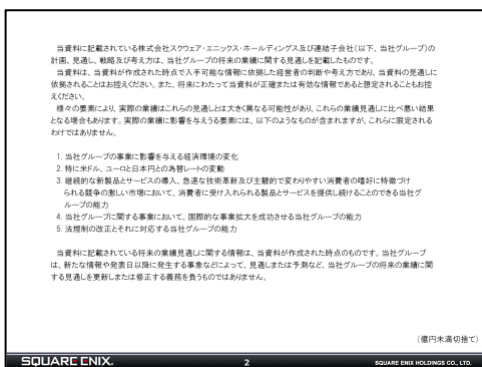 当資料に記載されている株式会社スクウェア・エニックス・ホールディングス及び連結子会社(以下、当社グループ)の
計画、見通し、戦略及び考え方は、当社グループの将来の業績に関する見通しを記載したものです。
当資料は、当資料が作成された時点で入手可能な情報に依拠した経営者の判断や考え方であり、当資料の見通しに
依拠されることはお控えください。また、将来にわたって当資料が正確または有効な情報であると想定されることもお控
えください。
様々の要素により、実際の業績はこれらの見通しとは大きく異なる可能性があり、これらの業績見通しに比べ悪い結果
となる場合もあります。実際の業績に影響を与えうる要素には、以下のようなものが含まれますが、これらに限定される
わけではありません。
1. 当社グループの事業に影響を与える経済環境の変化
2. 特に米ドル、ユーロと日本円との為替レートの変動
3. 継続的な新製品とサービスの導入、急速な技術革新及び主観的で変わりやすい消費者の嗜好に特徴づけ
られる競争の激しい市場において、消費者に受け入れられる製品とサービスを提供し続けることのできる当社グ
ループの能力
4. 当社グループに関する事業において、国際的な事業拡大を成功させる当社グループの能力
5. 法規制の改正とそれに対応する当社グループの能力
当資料に記載されている将来の業績見通しに関する情報は、当資料が作成された時点のものです。当社グループ
は、新たな情報や発表日以降に発生する事象などによって、見通しまたは予測など、当社グループの将来の業績に関
する見通しを更新または修正する義務を負うものではありません。
(億円未満切捨て)
SQUARE ENIX. 2 SQUARE ENIX HOLDINGS CO., LTD.